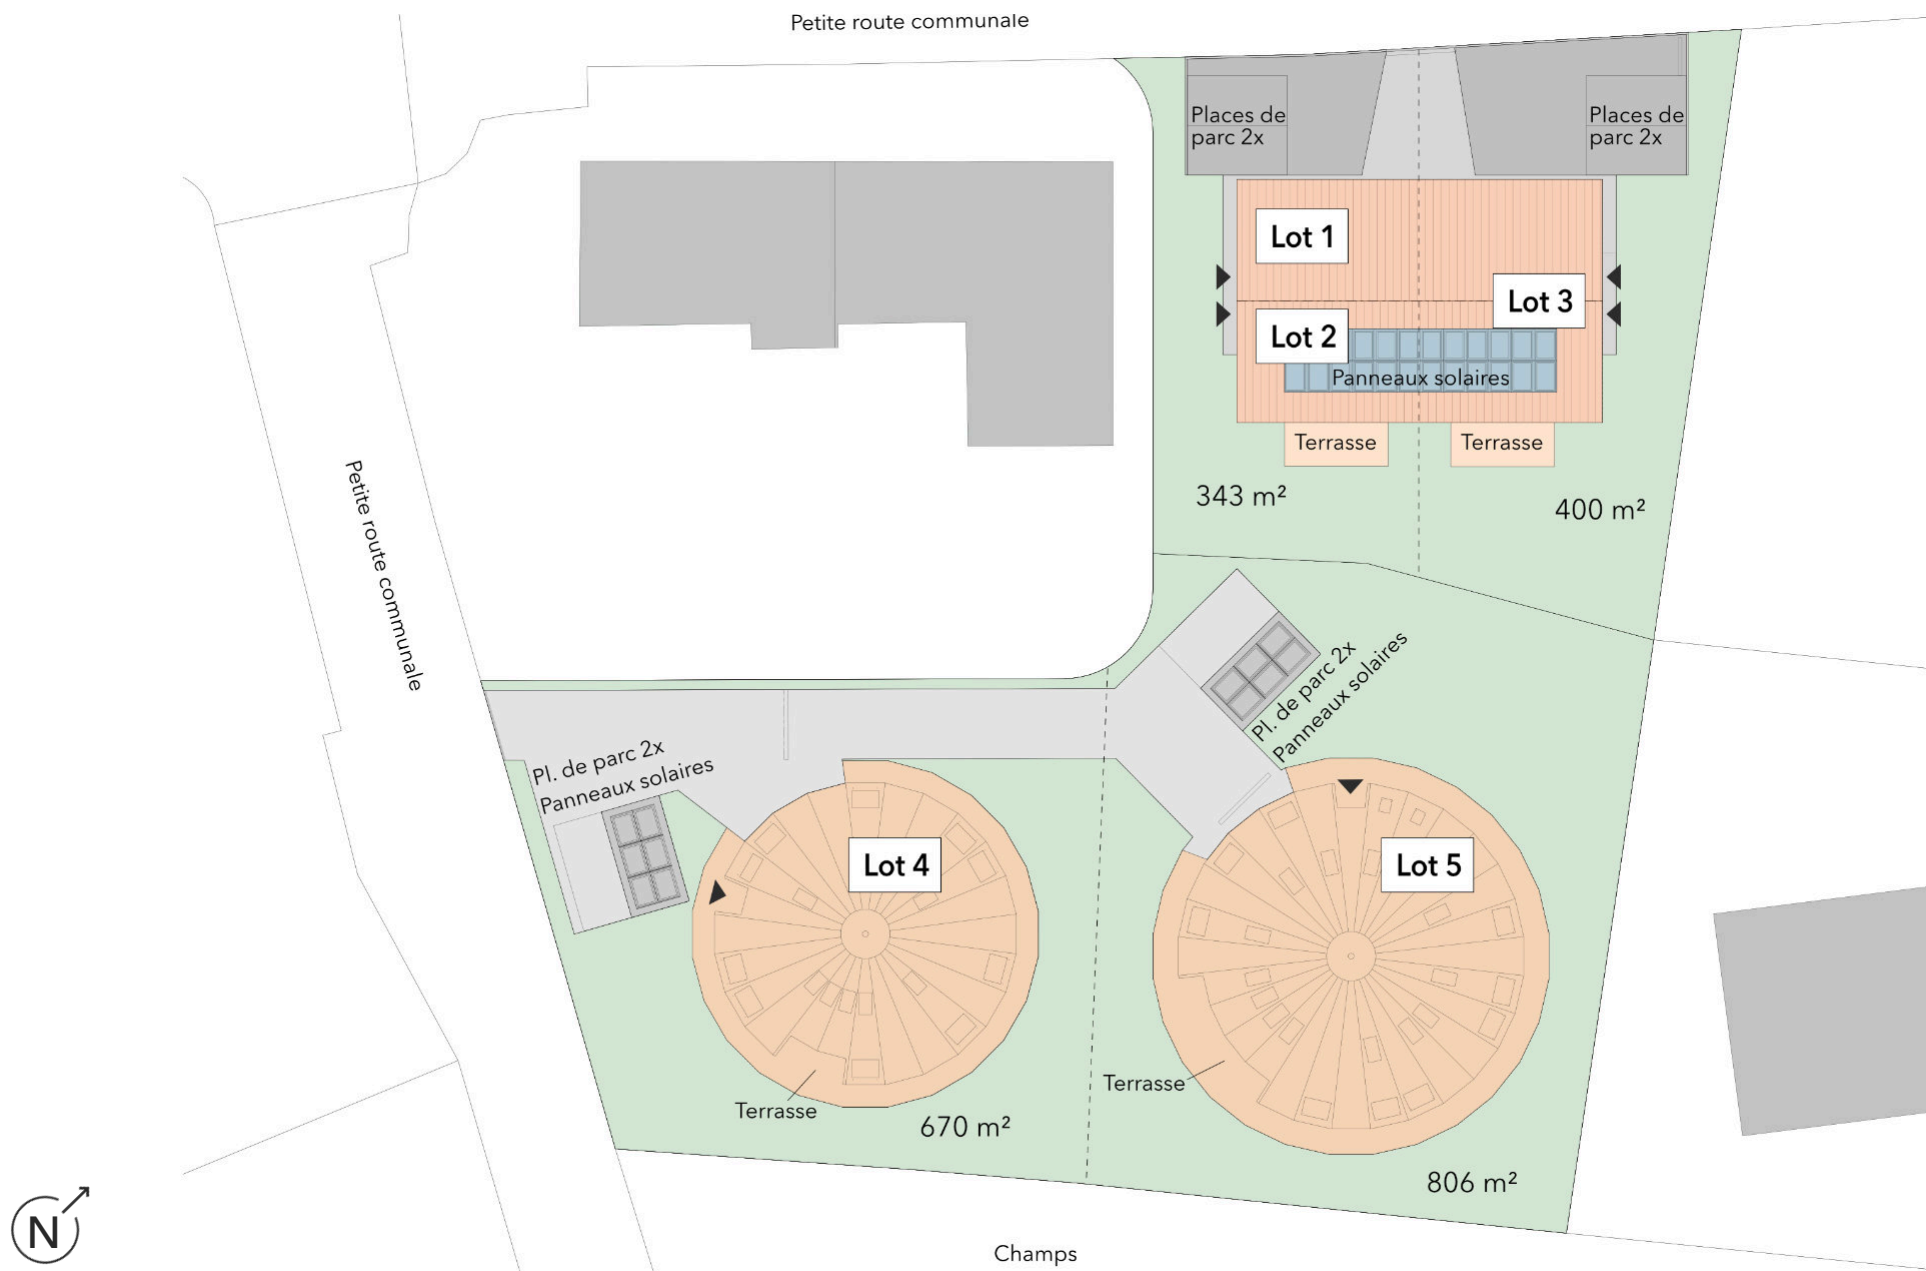 Petite route communale
Places de
parc 2x
Places de
parc 2x
Lot 1
Lot 3
Lot 2
Panneaux solaires
Terrasse
Terrasse
343 m²
400 m²
Petite route communale
Pl. de parc 2x
Panneaux solaires
Pl. de parc 2x
Panneaux solaires
Lot 4
Lot 5
Terrasse
Terrasse
670 m²
806 m²
N
Champs